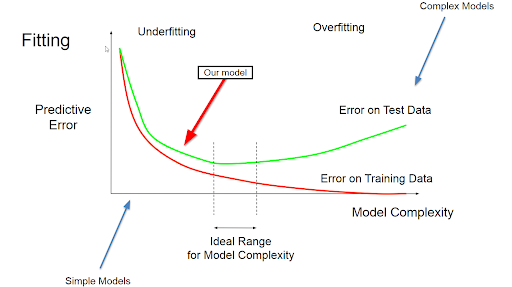 Complex Models
Fitting
Underfitting
Overfitting
Our model
Predictive
Error
Error on Test Data
Error on Training Data
Model Complexity
Ideal Range
for Model Complexity
Simple Models